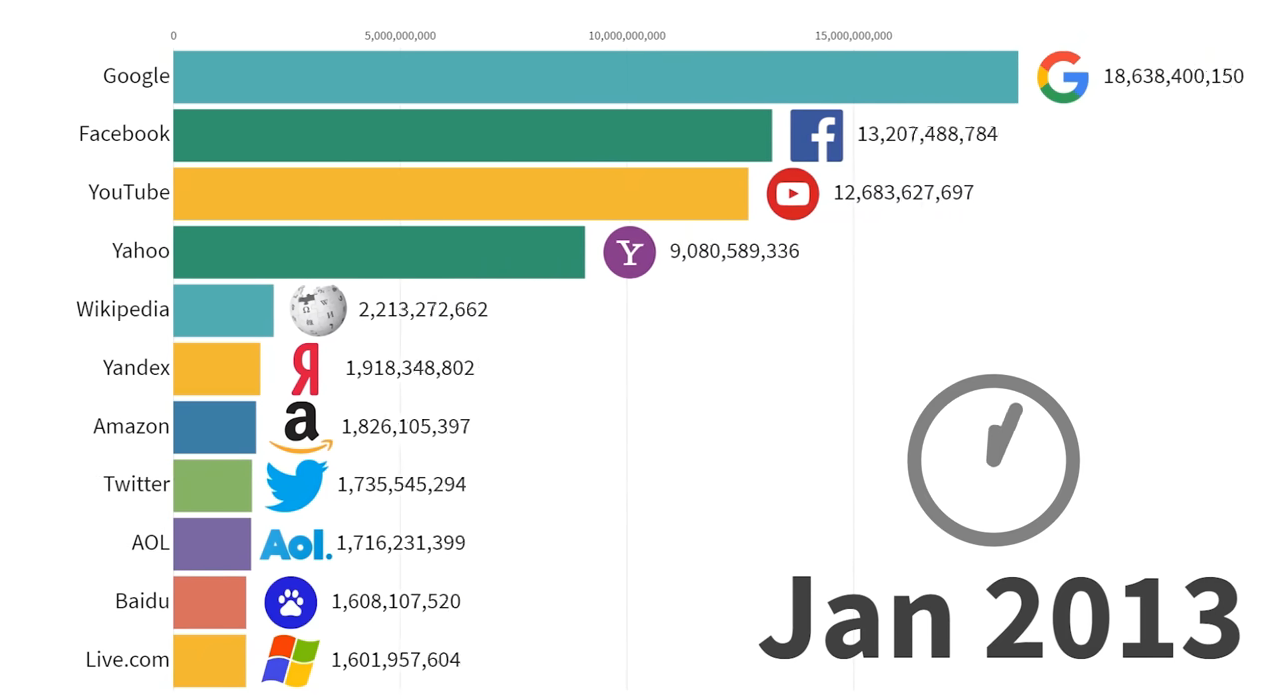 0 5,000,000,000 10,000,000,000 15,000,000,000
Google G 18,638,400,150
Facebook f 13,207,488,784
YouTube 12,683,627,697
Yahoo Y 9,080,589,336
Wikipedia 2,213,272,662
Yandex Я 1,918,348,802
Amazon a 1,826,105,397
Twitter 1,735,545,294
AOL Aol. 1,716,231,399
Baidu 1,608,107,520
Live.com 1,601,957,604
Jan 2013